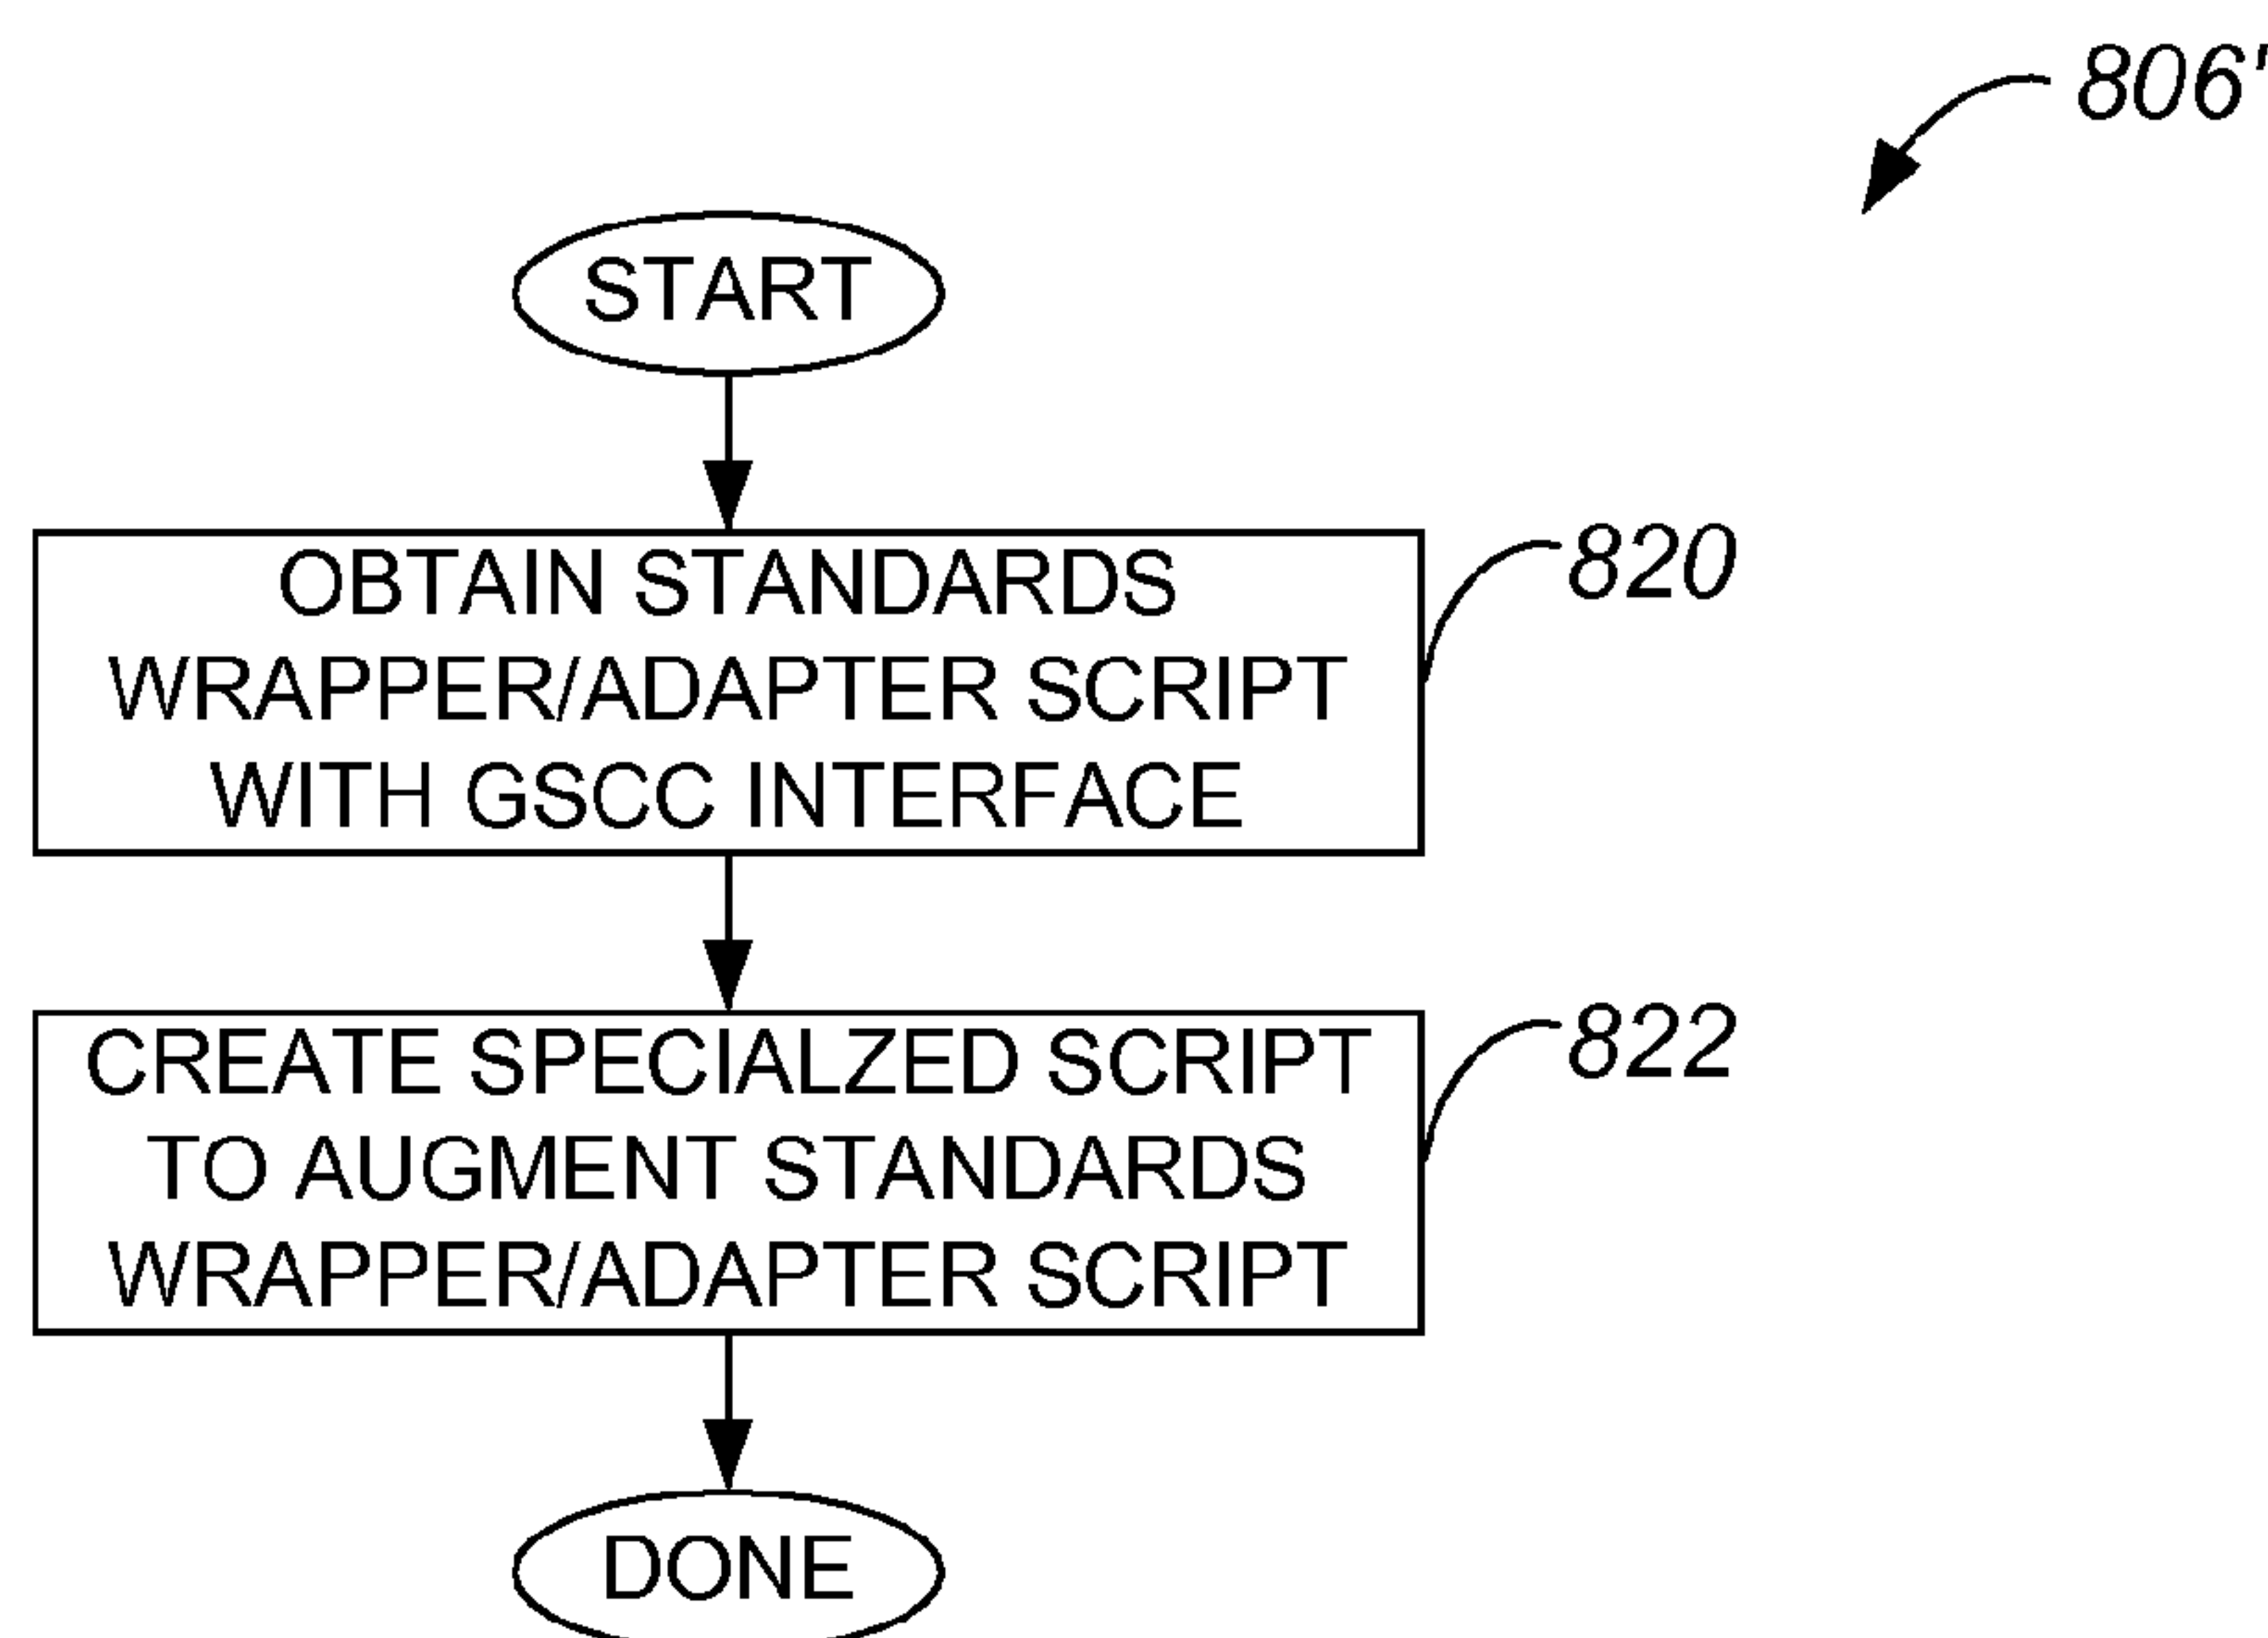 806'
START
OBTAIN STANDARDS
820
WRAPPER/ADAPTER SCRIPT
WITH GSCC INTERFACE
CREATE SPECIALZED SCRIPT
822
TO AUGMENT STANDARDS
WRAPPER/ADAPTER SCRIPT
DONE